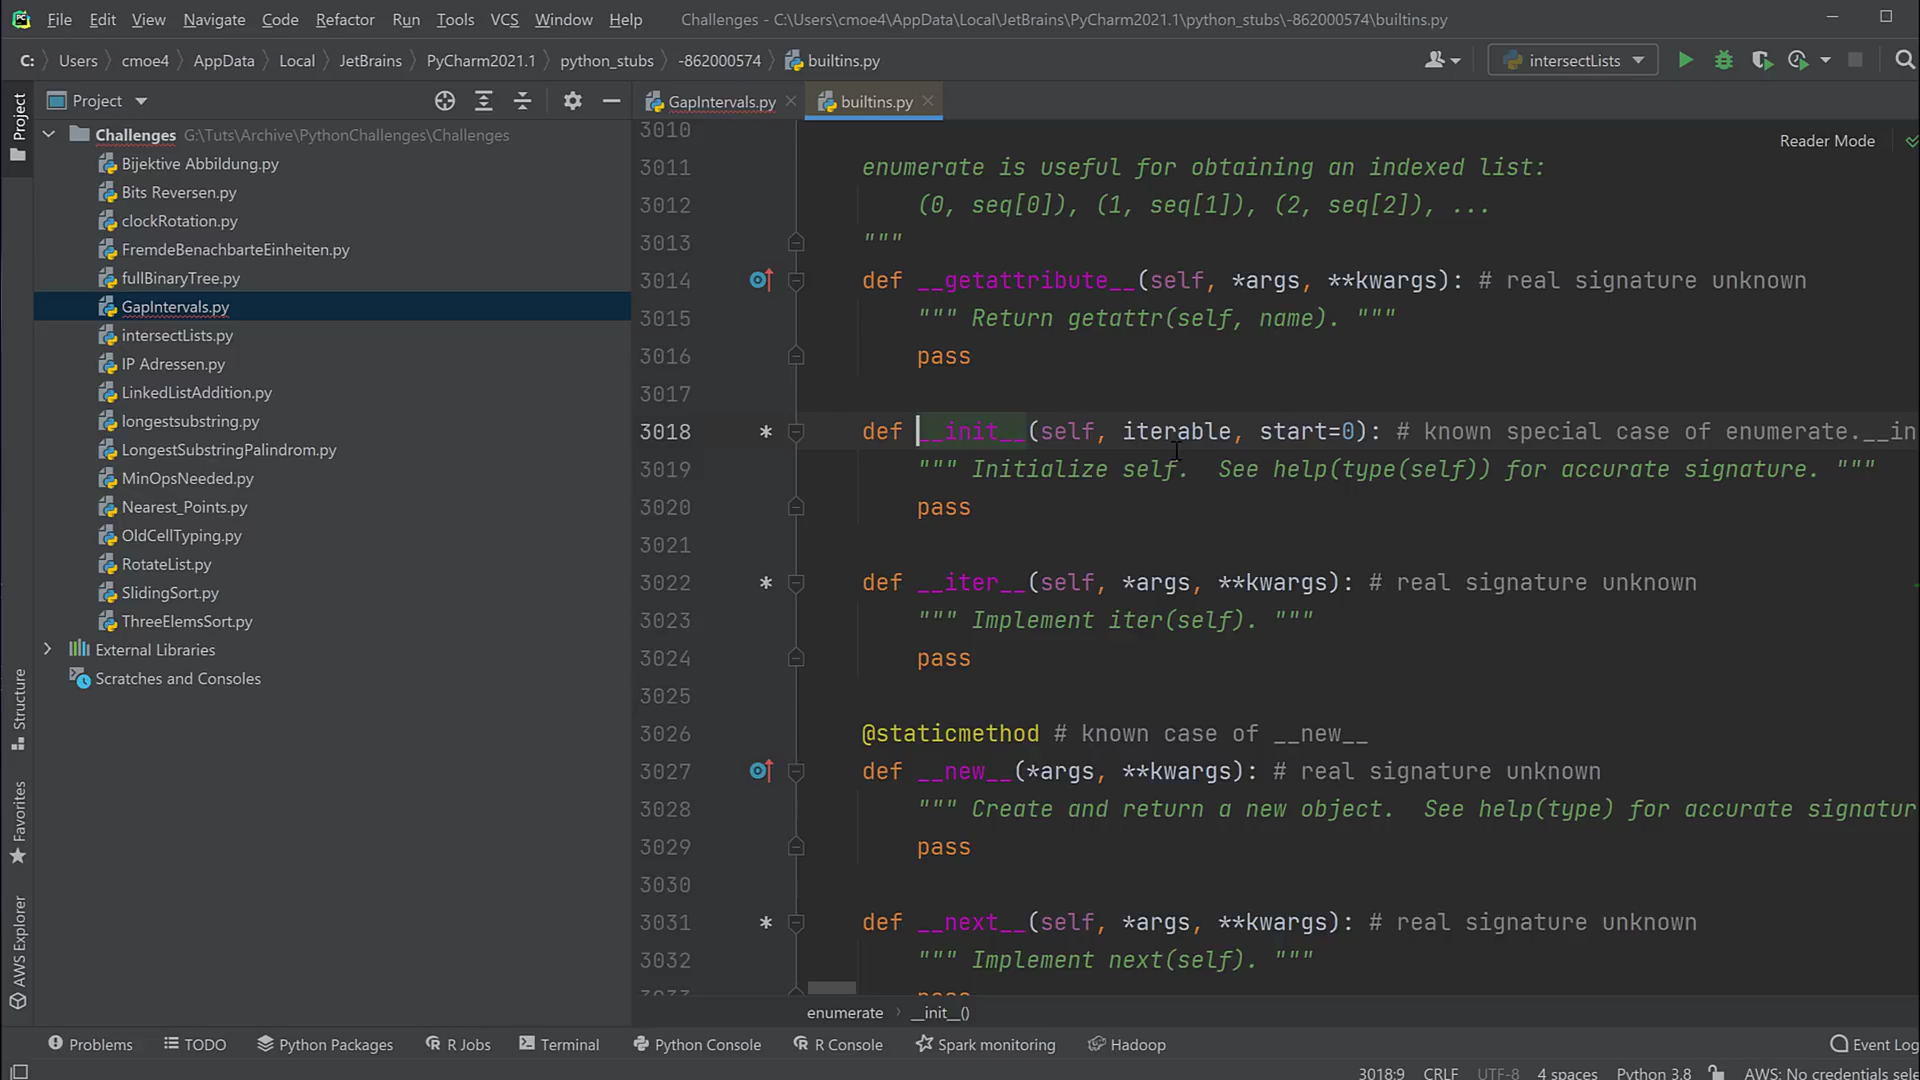 File Edit View Navigate Code Refactor Run Tools VCS Window Help Challenges - C:\Users\cmoe4\AppData\Local\JetBrains\PyCharm2021.1\python_stubs\-862000574\builtins.py
C: Users cmoe4 AppData Local JetBrains PyCharm2021.1 python_stubs -862000574 builtins.py intersectLists
Project
Project
Structure
Favorites
AWS Explorer
Challenges G:\Tuts\Archive\PythonChallenges\Challenges
Bijektive Abbildung.py
Bits Reversen.py
clockRotation.py
FremdeBenachbarteEinheiten.py
fullBinaryTree.py
GapIntervals.py
intersectLists.py
IP Adressen.py
LinkedListAddition.py
longestsubstring.py
LongestSubstringPalindrom.py
MinOpsNeeded.py
Nearest_Points.py
OldCellTyping.py
RotateList.py
SlidingSort.py
ThreeElemsSort.py
External Libraries
Scratches and Consoles
GapIntervals.py builtins.py
Reader Mode
3010
3011 enumerate is useful for obtaining an indexed list:
3012 (0, seq[0]), (1, seq[1]), (2, seq[2]), ...
3013 """
3014 def __getattribute__(self, *args, **kwargs): # real signature unknown
3015 """ Return getattr(self, name). """
3016 pass
3017
3018 * def __init__(self, iterable, start=0): # known special case of enumerate.__in
3019 """ Initialize self.  See help(type(self)) for accurate signature. """
3020 pass
3021
3022 * def __iter__(self, *args, **kwargs): # real signature unknown
3023 """ Implement iter(self). """
3024 pass
3025
3026 @staticmethod # known case of __new__
3027 def __new__(*args, **kwargs): # real signature unknown
3028 """ Create and return a new object.  See help(type) for accurate signatur
3029 pass
3030
3031 * def __next__(self, *args, **kwargs): # real signature unknown
3032 """ Implement next(self). """
3033 pass
enumerate __init__()
Problems TODO Python Packages R Jobs Terminal Python Console R Console Spark monitoring Hadoop Event Log
3018:9 CRLF UTF-8 4 spaces Python 3.8 AWS: No credentials sele